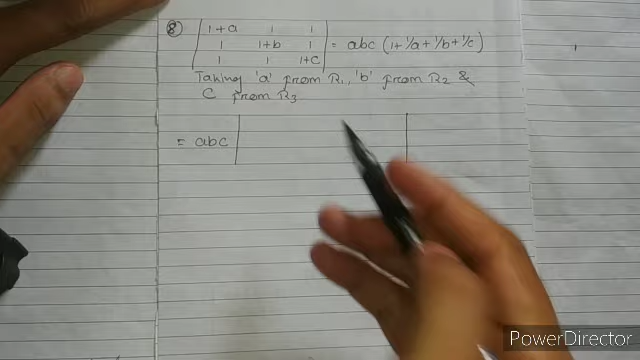 ⑧ | 1+a 1 1 | = abc (1+1/a+1/b+1/c)
| 1 1+b 1 |
| 1 1 1+c |
Taking 'a' from R₁, 'b' from R₂ &
C from R₃
= abc | |
PowerDirector